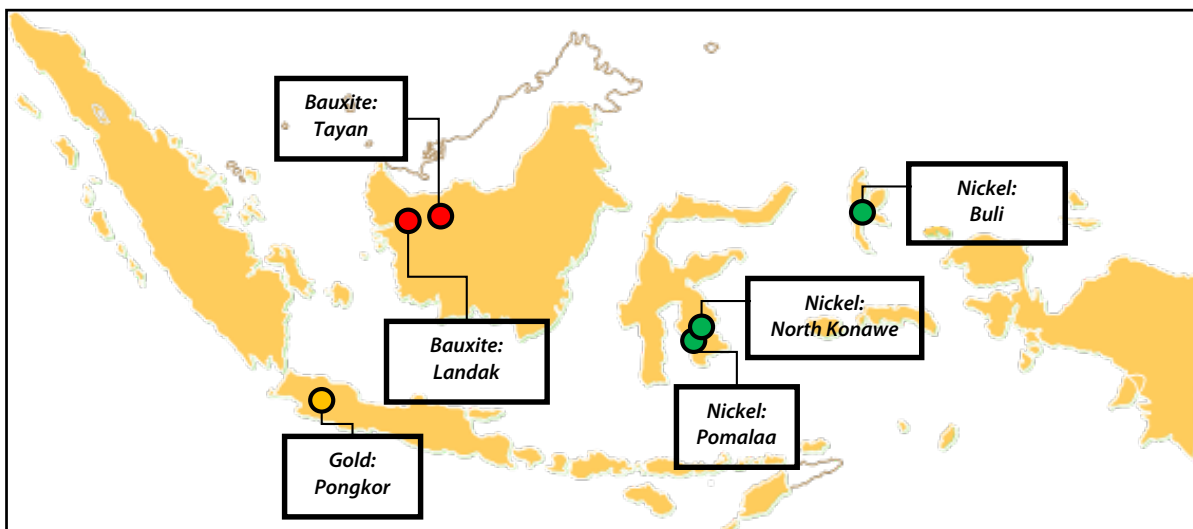 Bauxite:
Tayan
Nickel:
Buli
Nickel:
North Konawe
Bauxite:
Landak
Nickel:
Pomalaa
Gold:
Pongkor